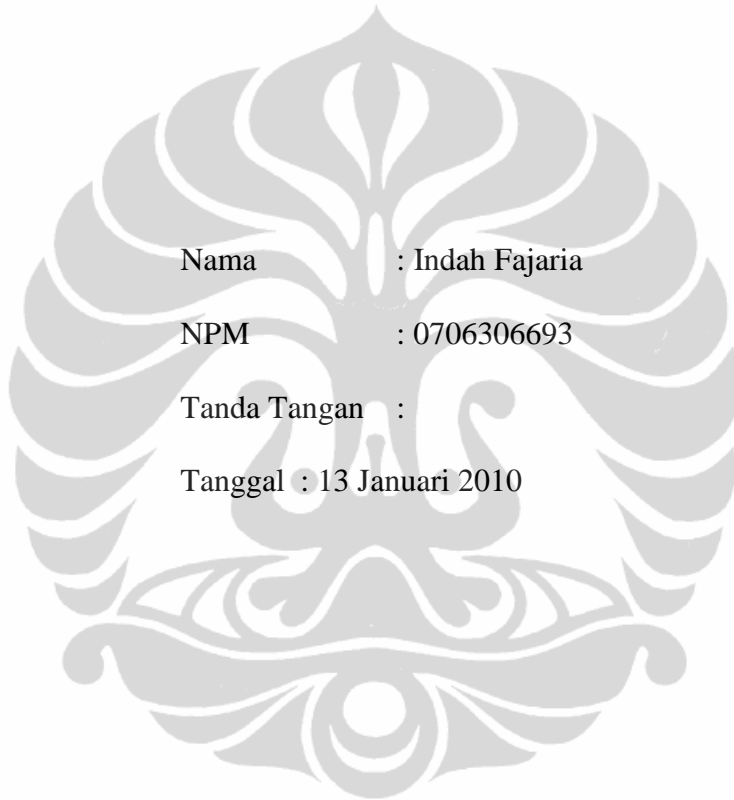 Nama : Indah Fajaria
NPM : 0706306693
Tanda Tangan :
Tanggal : 13 Januari 2010